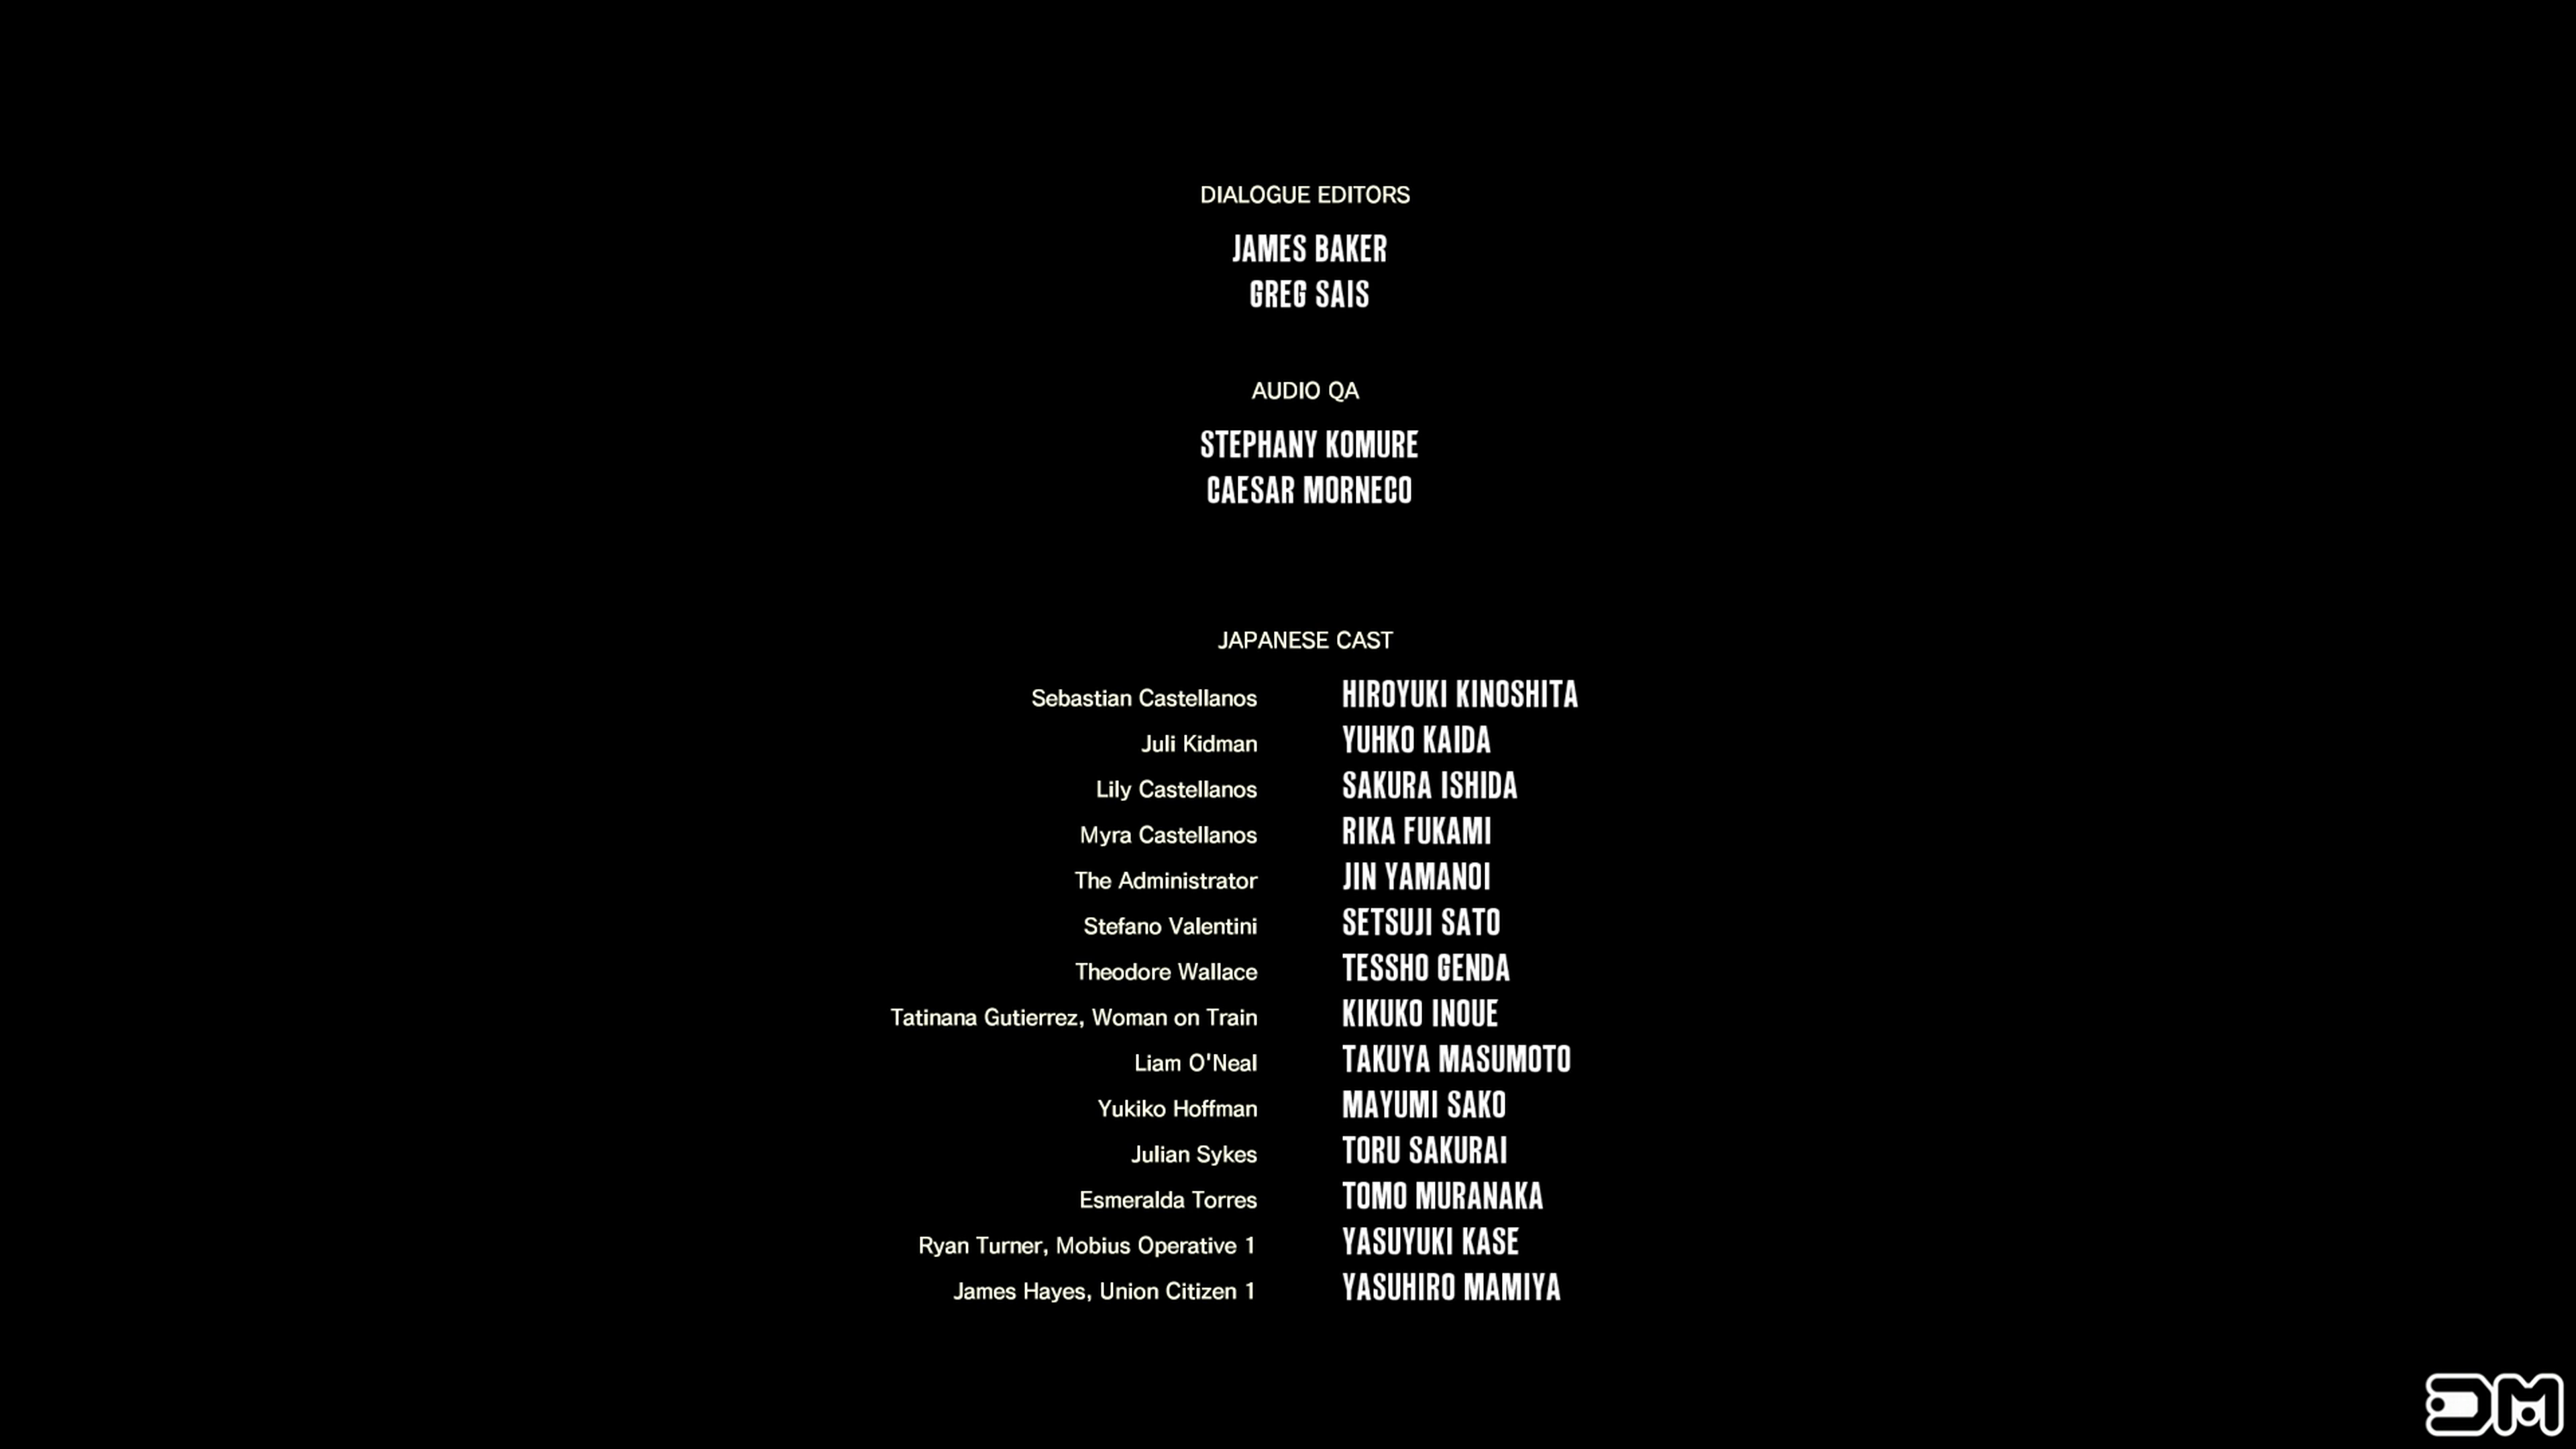 DIALOGUE EDITORS
JAMES BAKER
GREG SAIS
AUDIO QA
STEPHANY KOMURE
CAESAR MORNECO
JAPANESE CAST
Sebastian Castellanos HIROYUKI KINOSHITA
Juli Kidman YUHKO KAIDA
Lily Castellanos SAKURA ISHIDA
Myra Castellanos RIKA FUKAMI
The Administrator JIN YAMANOI
Stefano Valentini SETSUJI SATO
Theodore Wallace TESSHO GENDA
Tatinana Gutierrez, Woman on Train KIKUKO INOUE
Liam O'Neal TAKUYA MASUMOTO
Yukiko Hoffman MAYUMI SAKO
Julian Sykes TORU SAKURAI
Esmeralda Torres TOMO MURANAKA
Ryan Turner, Mobius Operative 1 YASUYUKI KASE
James Hayes, Union Citizen 1 YASUHIRO MAMIYA
DM